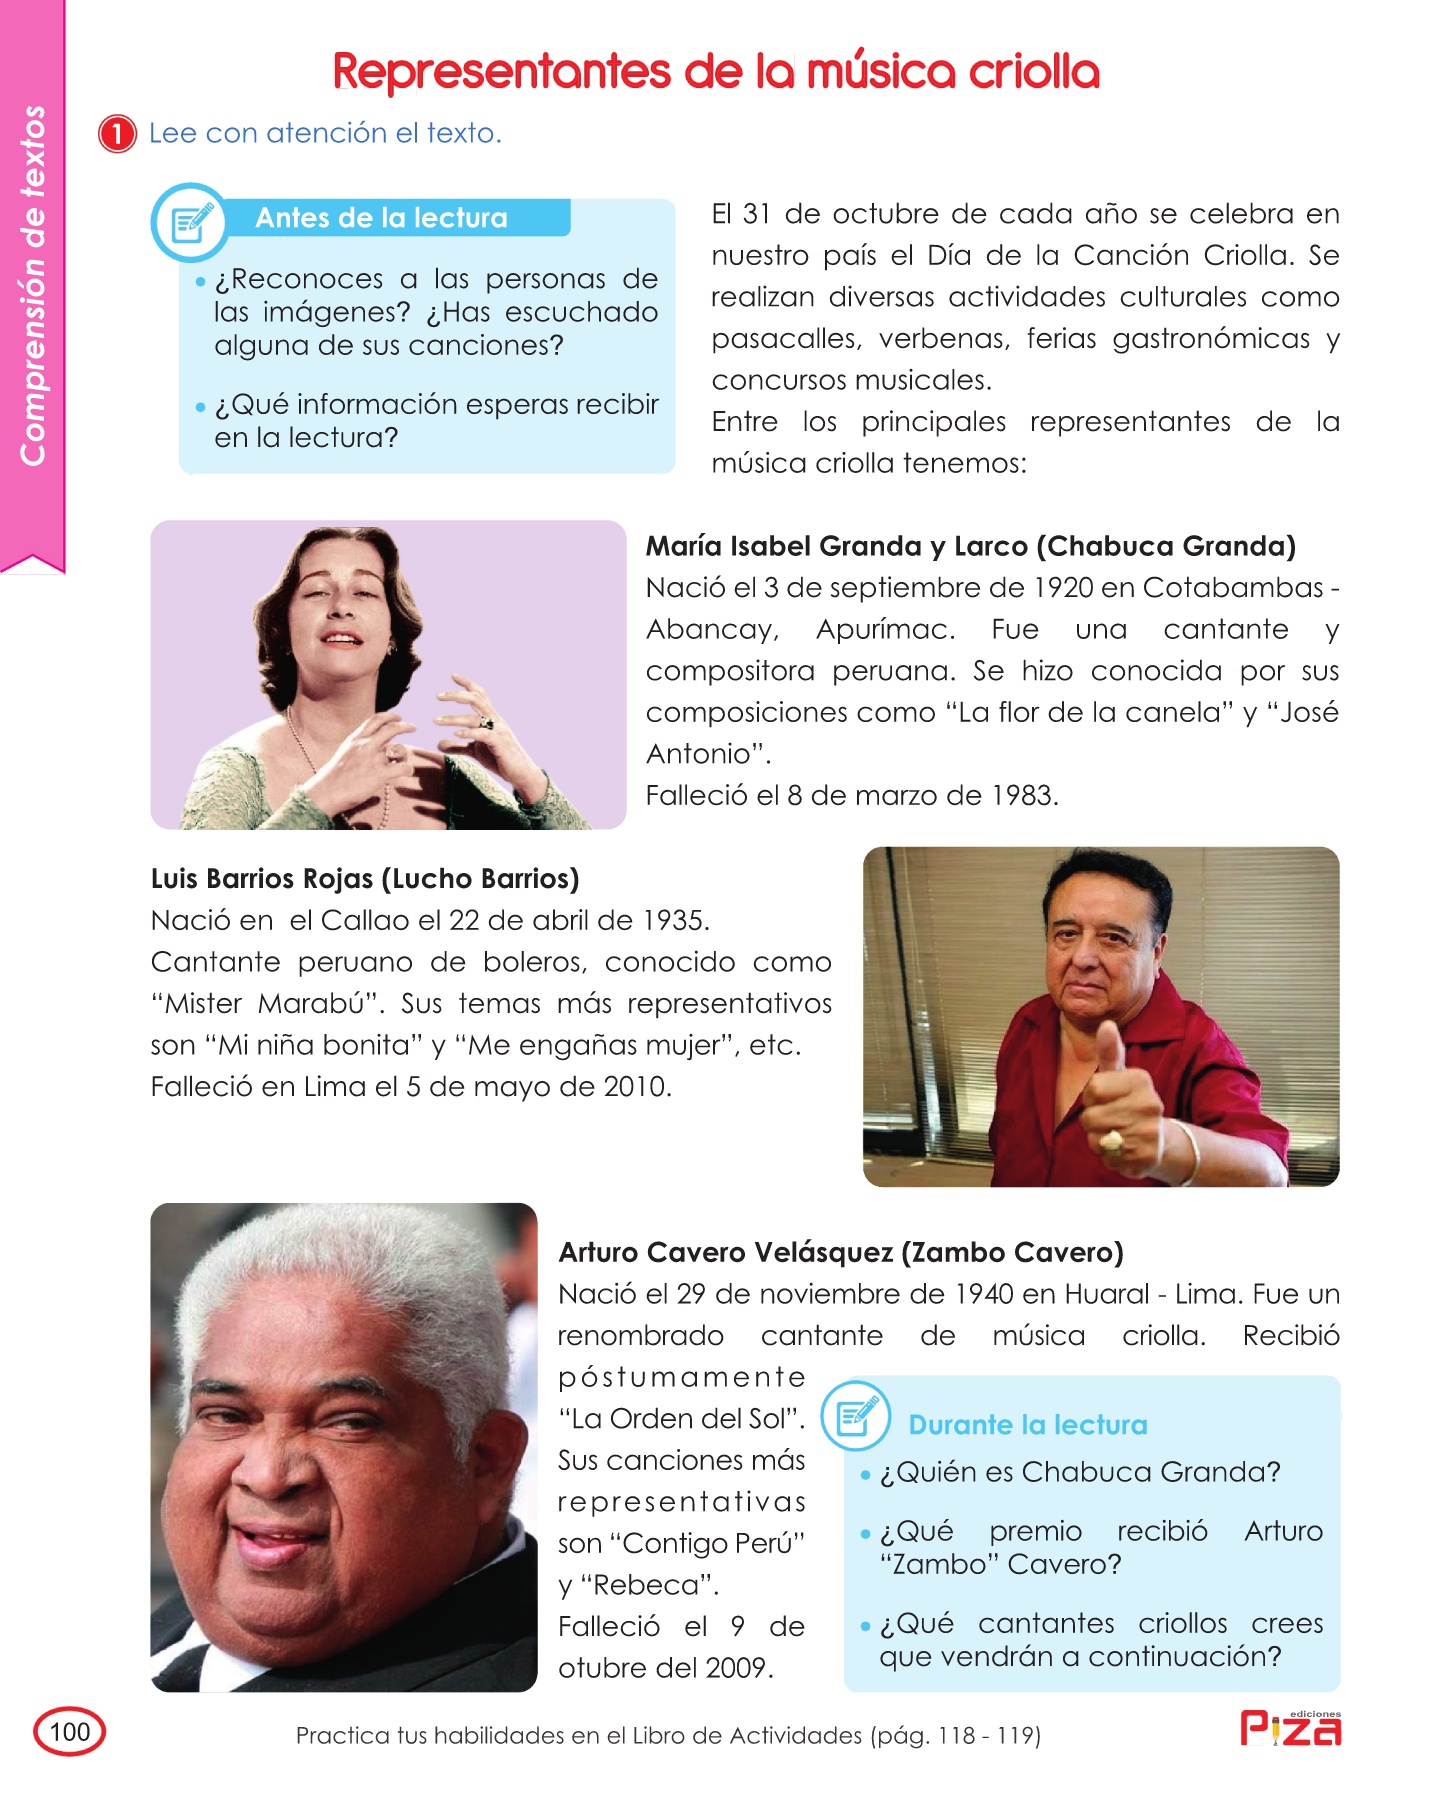 Comprensión de textos
Representantes de la música criolla
1 Lee con atención el texto.
Antes de la lectura
• ¿Reconoces a las personas de
las imágenes? ¿Has escuchado
alguna de sus canciones?
• ¿Qué información esperas recibir
en la lectura?
El 31 de octubre de cada año se celebra en
nuestro país el Día de la Canción Criolla. Se
realizan diversas actividades culturales como
pasacalles, verbenas, ferias gastronómicas y
concursos musicales.
Entre los principales representantes de la
música criolla tenemos:
María Isabel Granda y Larco (Chabuca Granda)
Nació el 3 de septiembre de 1920 en Cotabambas -
Abancay, Apurímac. Fue una cantante y
compositora peruana. Se hizo conocida por sus
composiciones como “La flor de la canela” y “José
Antonio”.
Falleció el 8 de marzo de 1983.
Luis Barrios Rojas (Lucho Barrios)
Nació en el Callao el 22 de abril de 1935.
Cantante peruano de boleros, conocido como
“Mister Marabú”. Sus temas más representativos
son “Mi niña bonita” y “Me engañas mujer”, etc.
Falleció en Lima el 5 de mayo de 2010.
Arturo Cavero Velásquez (Zambo Cavero)
Nació el 29 de noviembre de 1940 en Huaral - Lima. Fue un
renombrado cantante de música criolla. Recibió
póstumamente
“La Orden del Sol”.
Sus canciones más
representativas
son “Contigo Perú”
y “Rebeca”.
Falleció el 9 de
otubre del 2009.
Durante la lectura
• ¿Quién es Chabuca Granda?
• ¿Qué premio recibió Arturo
“Zambo” Cavero?
• ¿Qué cantantes criollos crees
que vendrán a continuación?
100
Practica tus habilidades en el Libro de Actividades (pág. 118 - 119)
ediciones
Piza